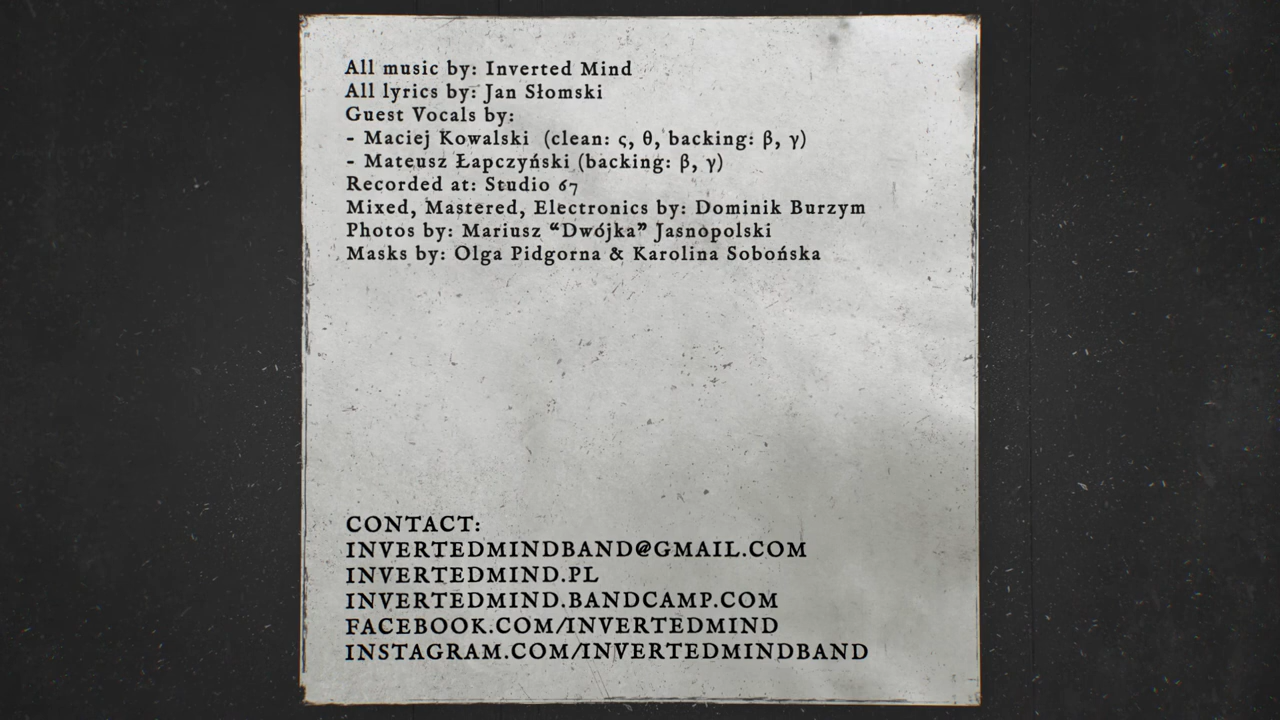 All music by: Inverted Mind
All lyrics by: Jan Słomski
Guest Vocals by:
- Maciej Kowalski (clean: ς, θ, backing: β, γ)
- Mateusz Łapczyński (backing: β, γ)
Recorded at: Studio 67
Mixed, Mastered, Electronics by: Dominik Burzym
Photos by: Mariusz “Dwójka” Jasnopolski
Masks by: Olga Pidgorna & Karolina Sobońska
CONTACT:
INVERTEDMINDBAND@GMAIL.COM
INVERTEDMIND.PL
INVERTEDMIND.BANDCAMP.COM
FACEBOOK.COM/INVERTEDMIND
INSTAGRAM.COM/INVERTEDMINDBAND